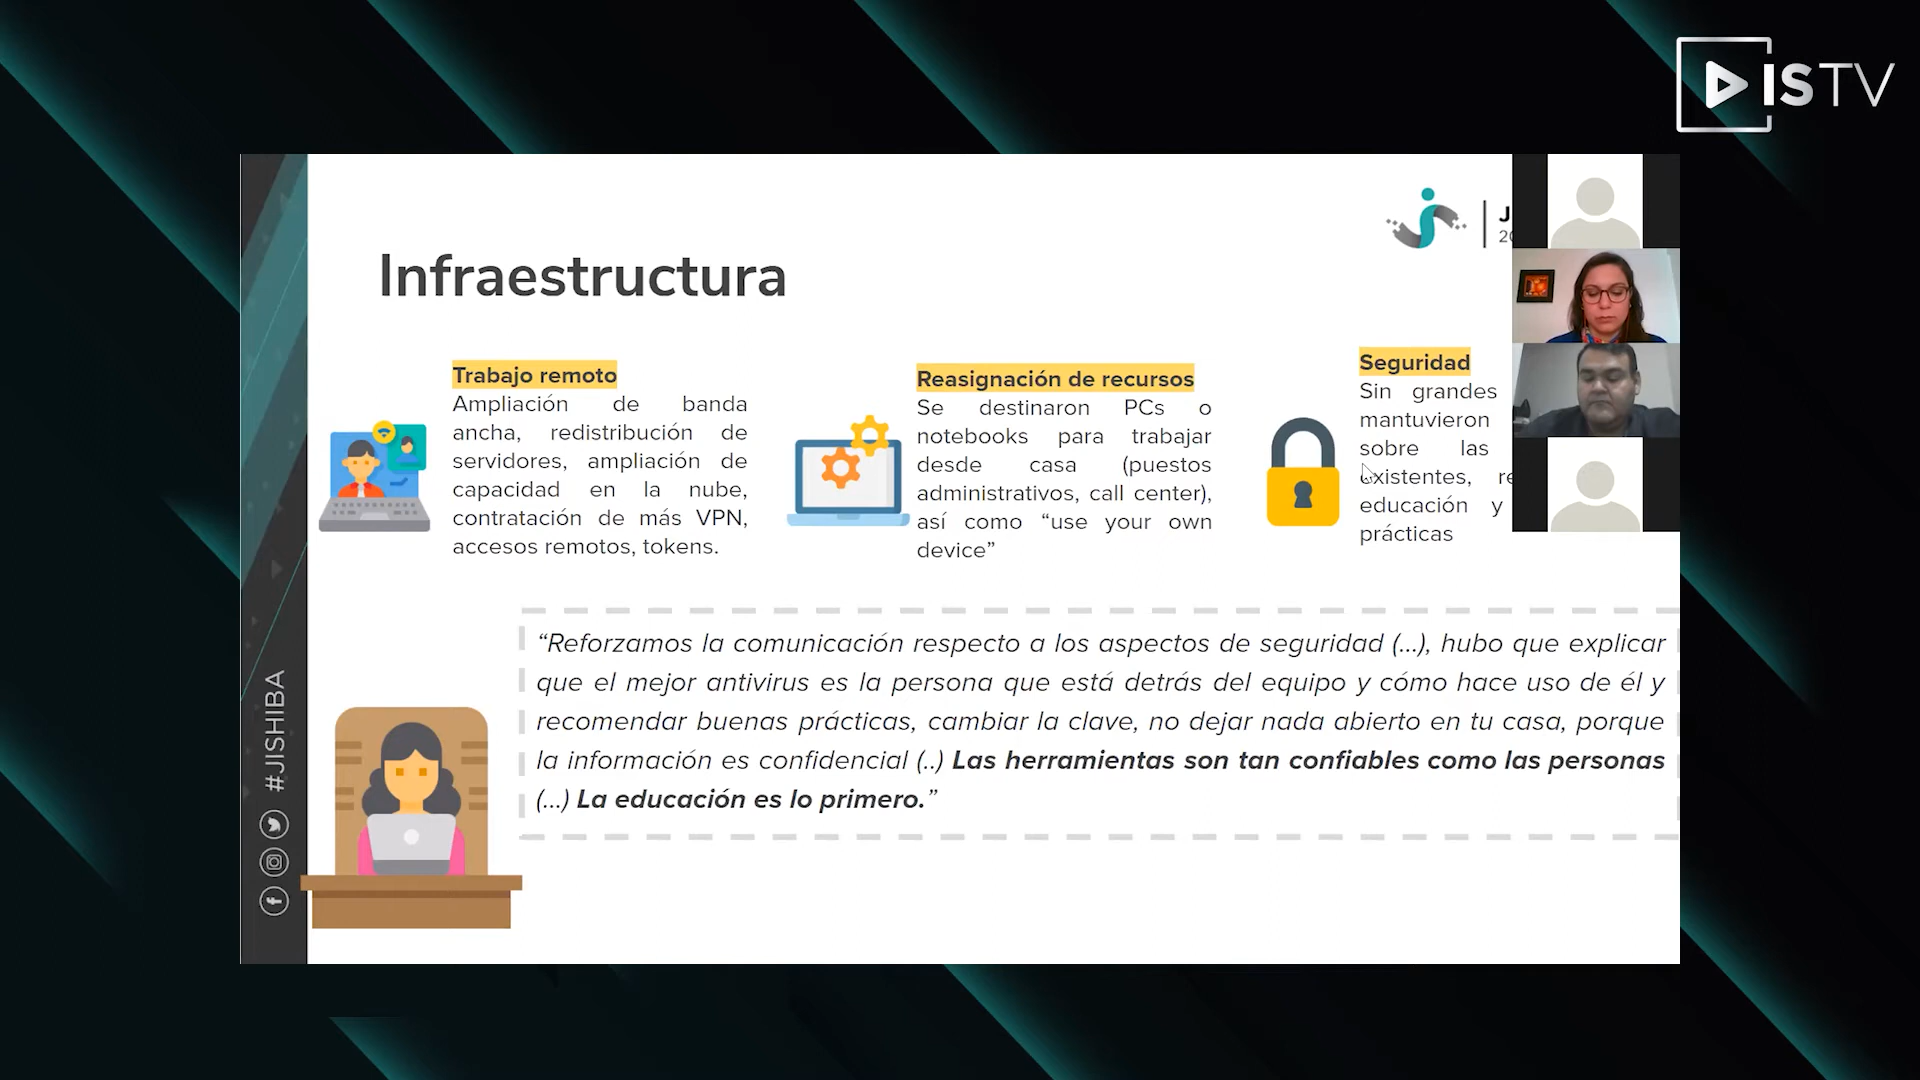 ISTV
J
Infraestructura
Trabajo remoto
Ampliación de banda
ancha, redistribución de
servidores, ampliación de
capacidad en la nube,
contratación de más VPN,
accesos remotos, tokens.
Reasignación de recursos
Se destinaron PCs o
notebooks para trabajar
desde casa (puestos
administrativos, call center),
así como “use your own
device”
Seguridad
Sin grandes
mantuvieron
sobre las
existentes,
educación y
prácticas
“Reforzamos la comunicación respecto a los aspectos de seguridad (...), hubo que explicar
que el mejor antivirus es la persona que está detrás del equipo y cómo hace uso de él y
recomendar buenas prácticas, cambiar la clave, no dejar nada abierto en tu casa, porque
la información es confidencial (..) Las herramientas son tan confiables como las personas
(...) La educación es lo primero.”
#JISHIBA